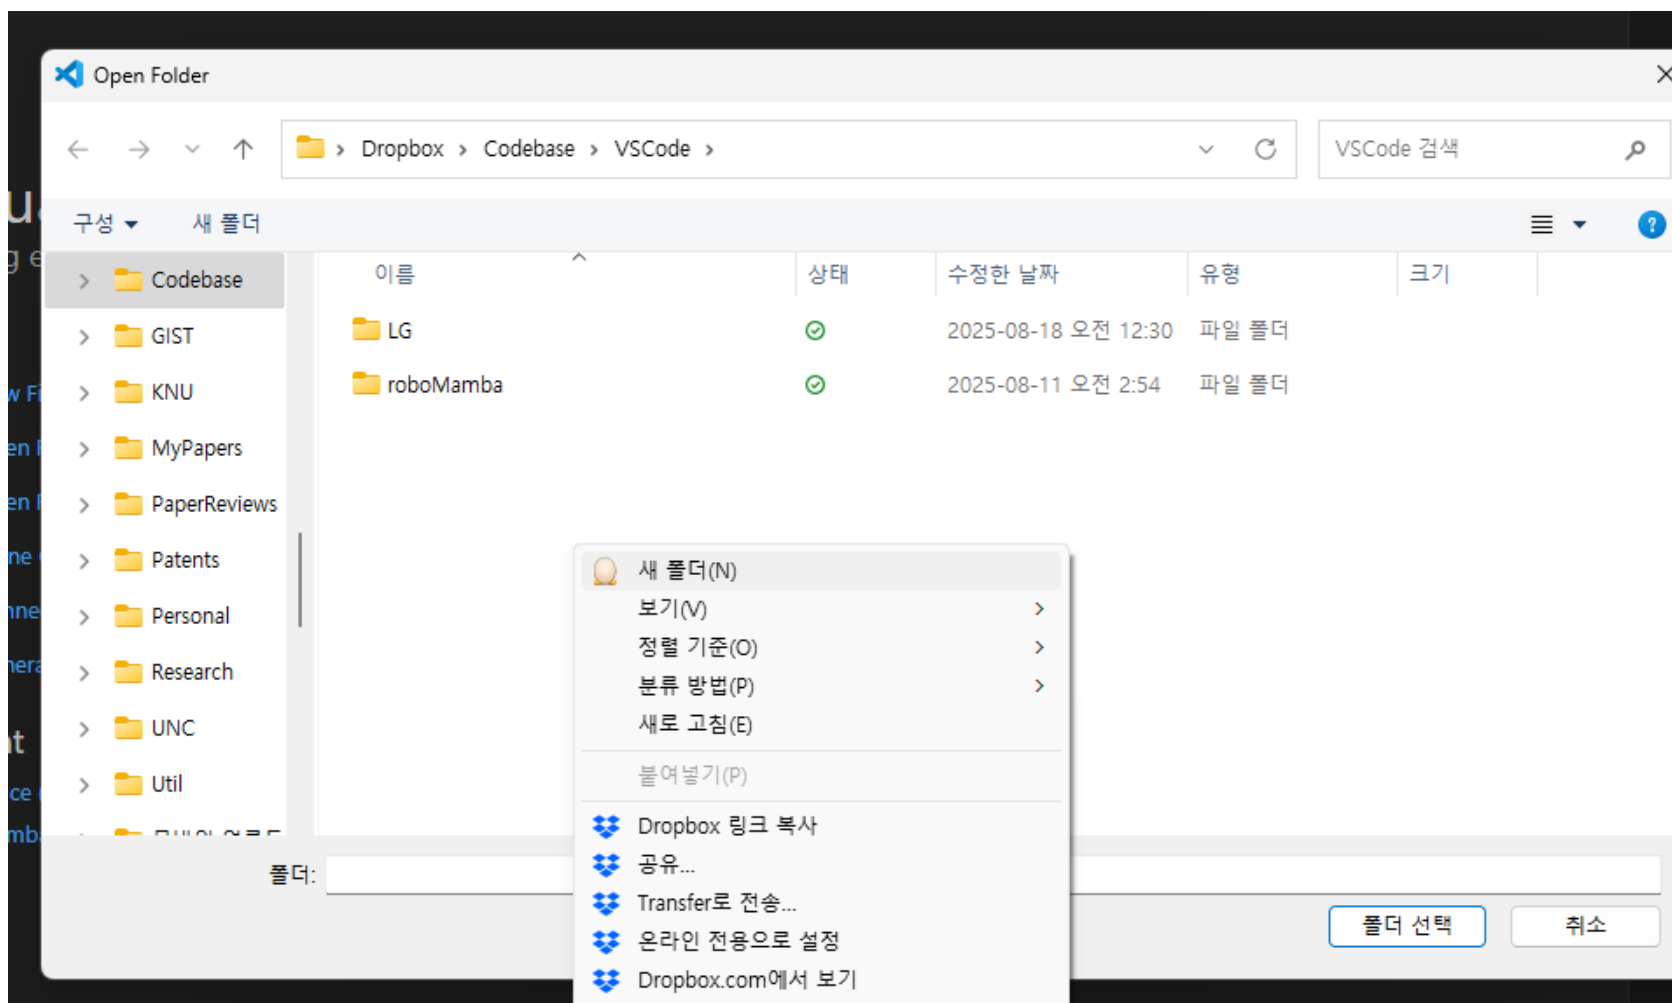 Open Folder
Dropbox > Codebase > VSCode >
VSCode 검색
구성
새 폴더
이름
상태
수정한 날짜
유형
크기
Codebase
GIST
KNU
MyPapers
PaperReviews
Patents
Personal
Research
UNC
Util
LG 2025-08-18 오전 12:30 파일 폴더
roboMamba 2025-08-11 오전 2:54 파일 폴더
새 폴더(N)
보기(V)
정렬 기준(O)
분류 방법(P)
새로 고침(E)
붙여넣기(P)
Dropbox 링크 복사
공유...
Transfer로 전송...
온라인 전용으로 설정
Dropbox.com에서 보기
폴더:
폴더 선택
취소